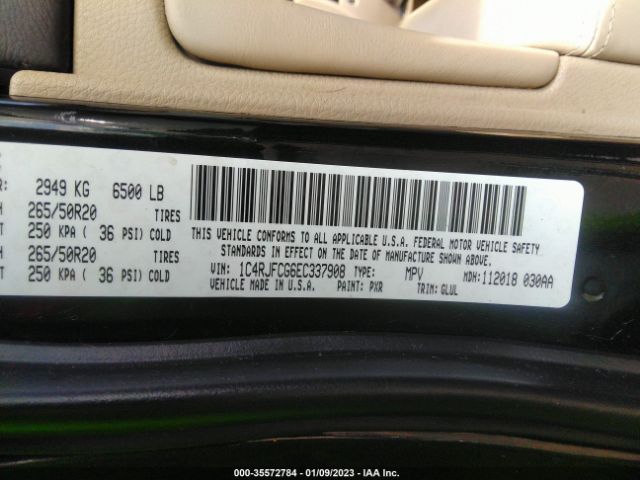 R: 2949 KG 6500 LB
265/50R20 TIRES
250 KPA ( 36 PSI) COLD
265/50R20 TIRES
250 KPA ( 36 PSI) COLD
THIS VEHICLE CONFORMS TO ALL APPLICABLE U.S.A. FEDERAL MOTOR VEHICLE SAFETY
STANDARDS IN EFFECT ON THE DATE OF MANUFACTURE SHOWN ABOVE.
VIN: 1C4RJFCG6EC337908 TYPE: MPV MDH: 112018 030AA
VEHICLE MADE IN U.S.A. PAINT: PXR TRIM: GLUL
000-35572784 - 01/09/2023 - IAA Inc.